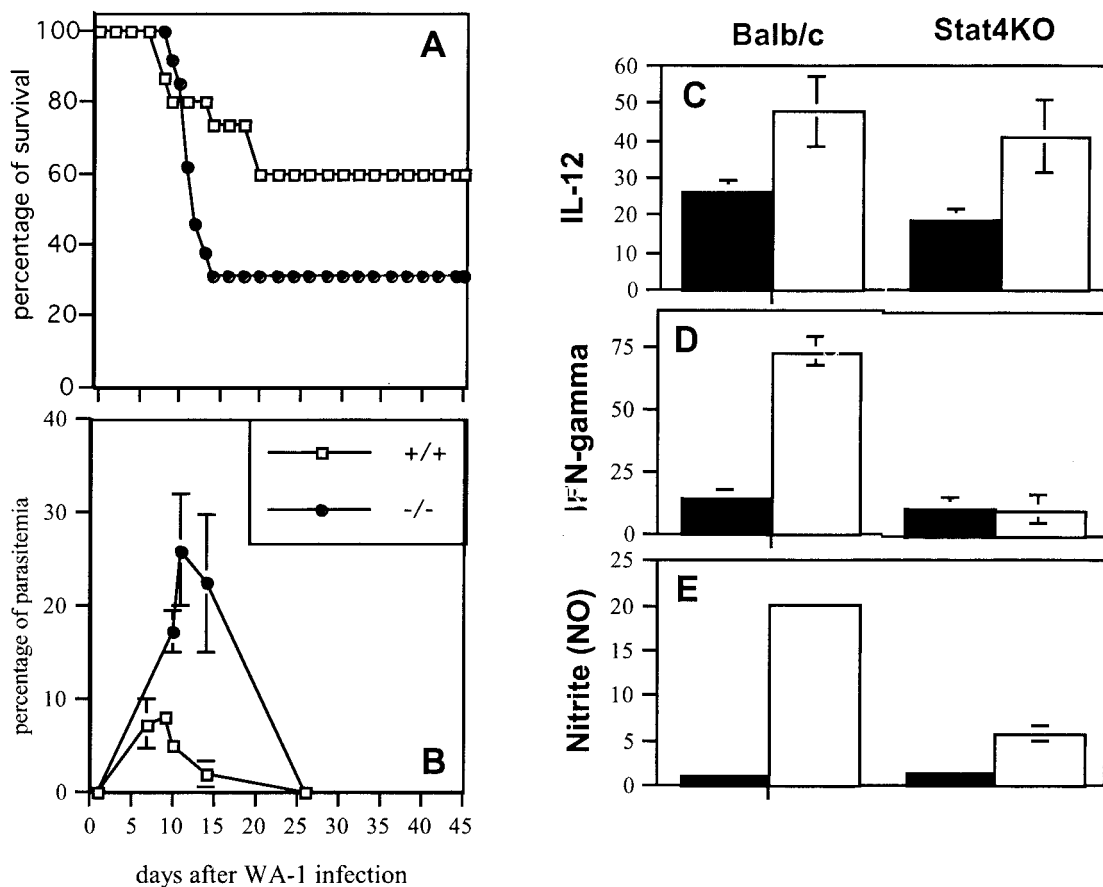 A
percentage of survival
100
80
60
40
20
0
B
percentage of parasitemia
40
30
20
10
0
+/+
-/-
0 5 10 15 20 25 30 35 40 45
days after WA-1 infection
Balb/c Stat4KO
C
IL-12
60
50
40
30
20
10
0
D
IFN-gamma
75
50
25
0
E
Nitrite (NO)
25
20
15
10
5
0